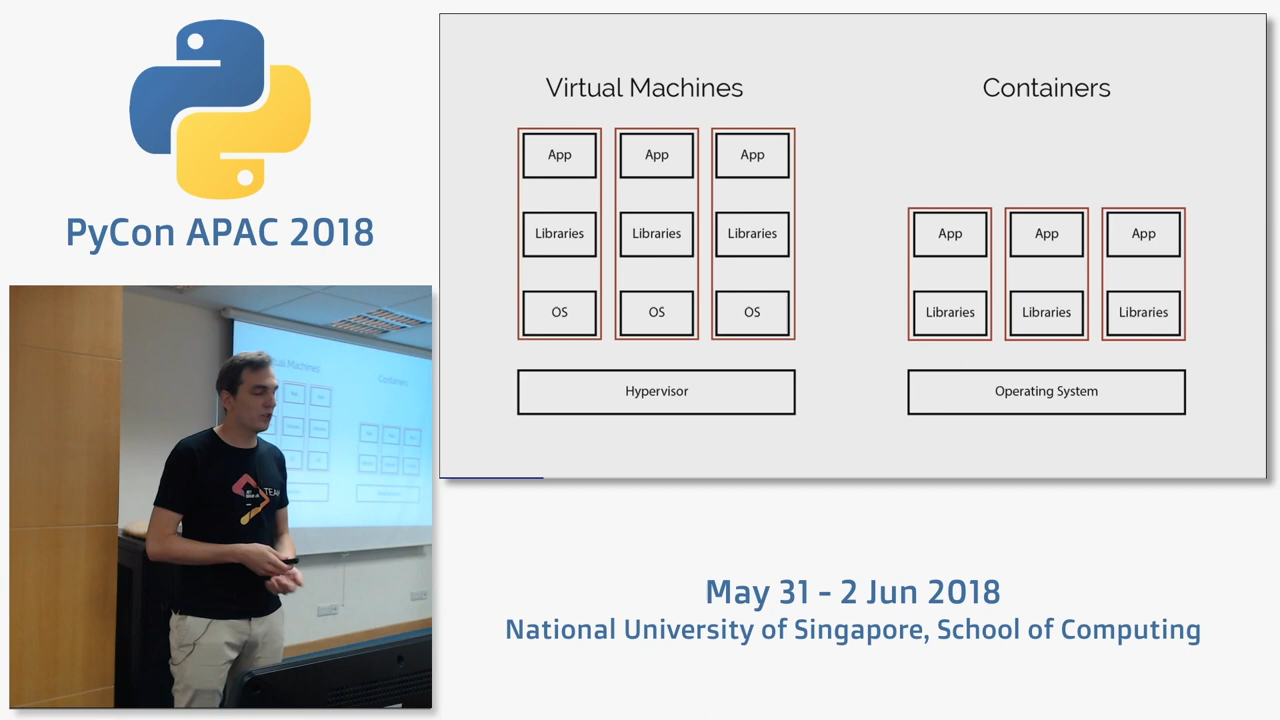 PyCon APAC 2018
Virtual Machines
Containers
App
App
App
Libraries
Libraries
Libraries
OS
OS
OS
Hypervisor
App
App
App
Libraries
Libraries
Libraries
Operating System
TEAM
May 31 - 2 Jun 2018
National University of Singapore, School of Computing